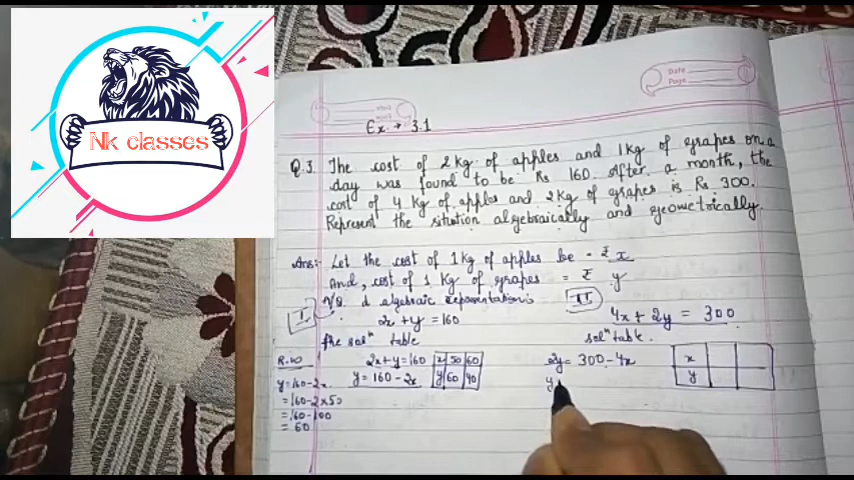 Nk classes
Date
Page
Ex. → 3.1
Q.3. The cost of 2 kg of apples and 1 kg of grapes on a
day was found to be Rs 160. After a month, the
cost of 4 kg of apples and 2 kg of grapes is Rs. 300.
Represent the sitution algebraically and geometrically.
Ans:- Let the cost of 1 kg of apples be = ₹ x
And, cost of 1 kg of grapes = ₹ y
algebraic representation is
I
2x + y = 160
the solⁿ table
2x + y = 160
y = 160 - 2x
x 50 60
y 60 40
R.W
y = 160 - 2x
= 160 - 2 x 50
= 160 - 100
= 60
II
4x + 2y = 300
solⁿ table.
2y = 300 - 4x
y
x
y